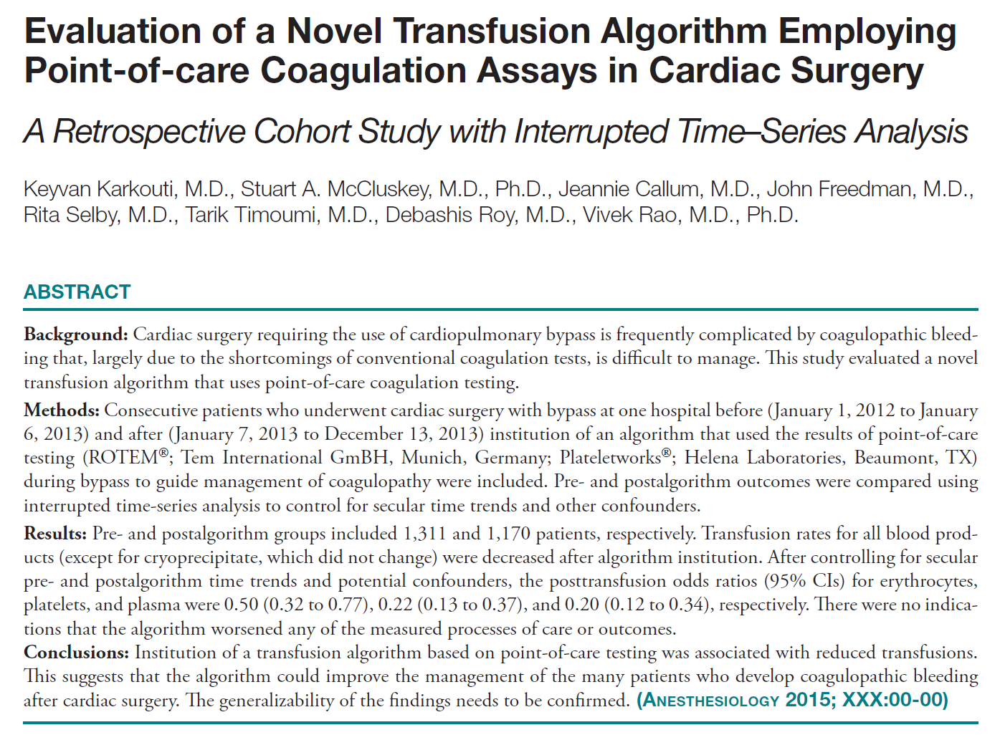 Evaluation of a Novel Transfusion Algorithm Employing
Point-of-care Coagulation Assays in Cardiac Surgery
A Retrospective Cohort Study with Interrupted Time–Series Analysis
Keyvan Karkouti, M.D., Stuart A. McCluskey, M.D., Ph.D., Jeannie Callum, M.D., John Freedman, M.D.,
Rita Selby, M.D., Tarik Timoumi, M.D., Debashis Roy, M.D., Vivek Rao, M.D., Ph.D.
ABSTRACT
Background: Cardiac surgery requiring the use of cardiopulmonary bypass is frequently complicated by coagulopathic bleed-
ing that, largely due to the shortcomings of conventional coagulation tests, is difficult to manage. This study evaluated a novel
transfusion algorithm that uses point-of-care coagulation testing.
Methods: Consecutive patients who underwent cardiac surgery with bypass at one hospital before (January 1, 2012 to January
6, 2013) and after (January 7, 2013 to December 13, 2013) institution of an algorithm that used the results of point-of-care
testing (ROTEM®; Tem International GmBH, Munich, Germany; Plateletworks®; Helena Laboratories, Beaumont, TX)
during bypass to guide management of coagulopathy were included. Pre- and postalgorithm outcomes were compared using
interrupted time-series analysis to control for secular time trends and other confounders.
Results: Pre- and postalgorithm groups included 1,311 and 1,170 patients, respectively. Transfusion rates for all blood prod-
ucts (except for cryoprecipitate, which did not change) were decreased after algorithm institution. After controlling for secular
pre- and postalgorithm time trends and potential confounders, the posttransfusion odds ratios (95% CIs) for erythrocytes,
platelets, and plasma were 0.50 (0.32 to 0.77), 0.22 (0.13 to 0.37), and 0.20 (0.12 to 0.34), respectively. There were no indica-
tions that the algorithm worsened any of the measured processes of care or outcomes.
Conclusions: Institution of a transfusion algorithm based on point-of-care testing was associated with reduced transfusions.
This suggests that the algorithm could improve the management of the many patients who develop coagulopathic bleeding
after cardiac surgery. The generalizability of the findings needs to be confirmed. (ANESTHESIOLOGY 2015; XXX:00-00)